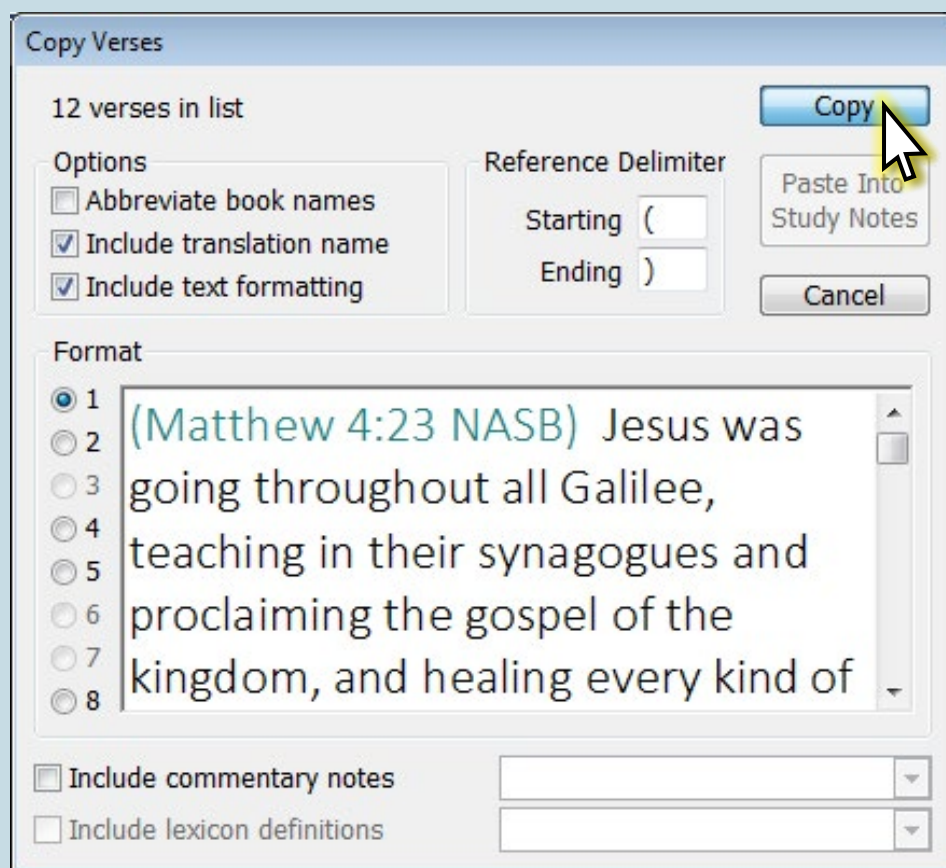 Copy Verses
12 verses in list
Copy
Options
Abbreviate book names
Include translation name
Include text formatting
Reference Delimiter
Starting (
Ending )
Paste Into
Study Notes
Cancel
Format
1
2
3
4
5
6
7
8
(Matthew 4:23 NASB) Jesus was
going throughout all Galilee,
teaching in their synagogues and
proclaiming the gospel of the
kingdom, and healing every kind of
Include commentary notes
Include lexicon definitions